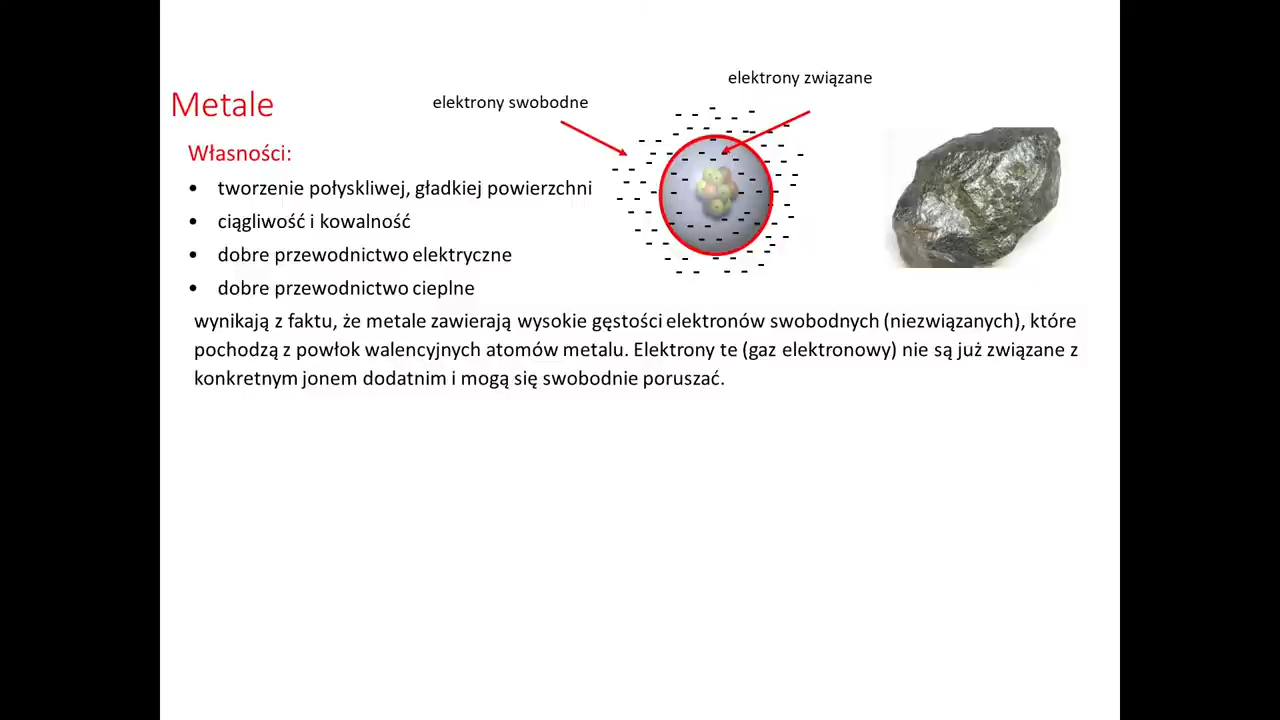 Metale
elektrony swobodne
elektrony związane
Własności:
• tworzenie połyskliwej, gładkiej powierzchni
• ciągliwość i kowalność
• dobre przewodnictwo elektryczne
• dobre przewodnictwo cieplne
wynikają z faktu, że metale zawierają wysokie gęstości elektronów swobodnych (niezwiązanych), które
pochodzą z powłok walencyjnych atomów metalu. Elektrony te (gaz elektronowy) nie są już związane z
konkretnym jonem dodatnim i mogą się swobodnie poruszać.